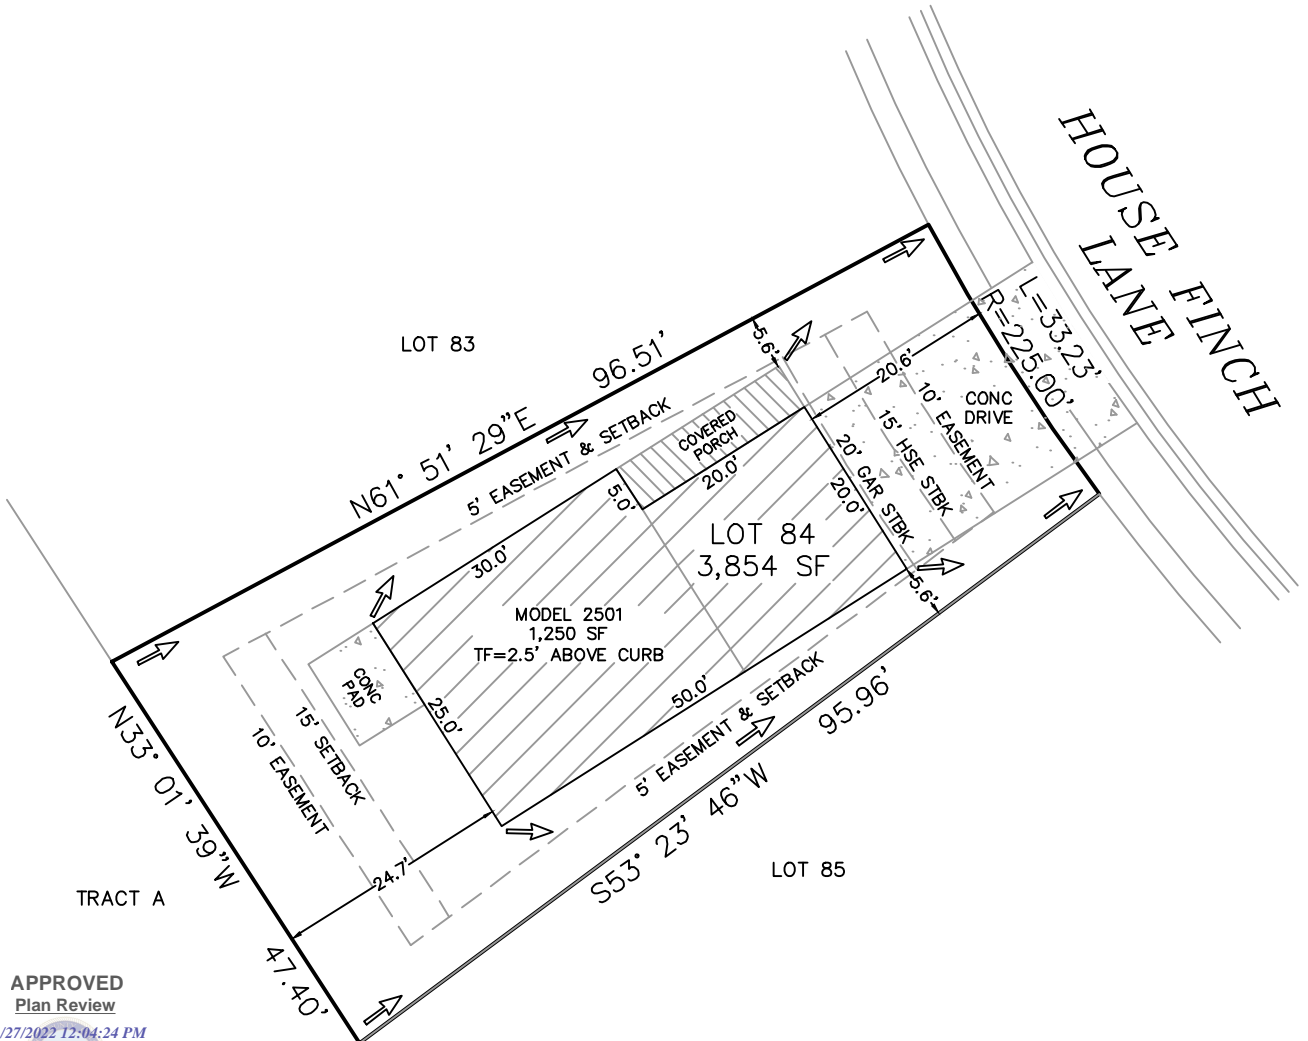 HOUSE FINCH
LANE
LOT 83
96.51'
N61° 51' 29"E
5' EASEMENT & SETBACK
5.6'
L=33.23'
R=225.00'
20.6'
CONC
DRIVE
10' EASEMENT
15' HSE STBK
20' GAR STBK
COVERED
PORCH
20.0'
5.0'
20.0'
30.0'
LOT 84
3,854 SF
MODEL 2501
1,250 SF
TF=2.5' ABOVE CURB
5.6'
CONC
PAD
25.0'
50.0'
5' EASEMENT & SETBACK
15' SETBACK
10' EASEMENT
95.96'
S53° 23' 46"W
N33° 01' 39"W
24.7'
LOT 85
TRACT A
47.40'
APPROVED
Plan Review
/27/2022 12:04:24 PM